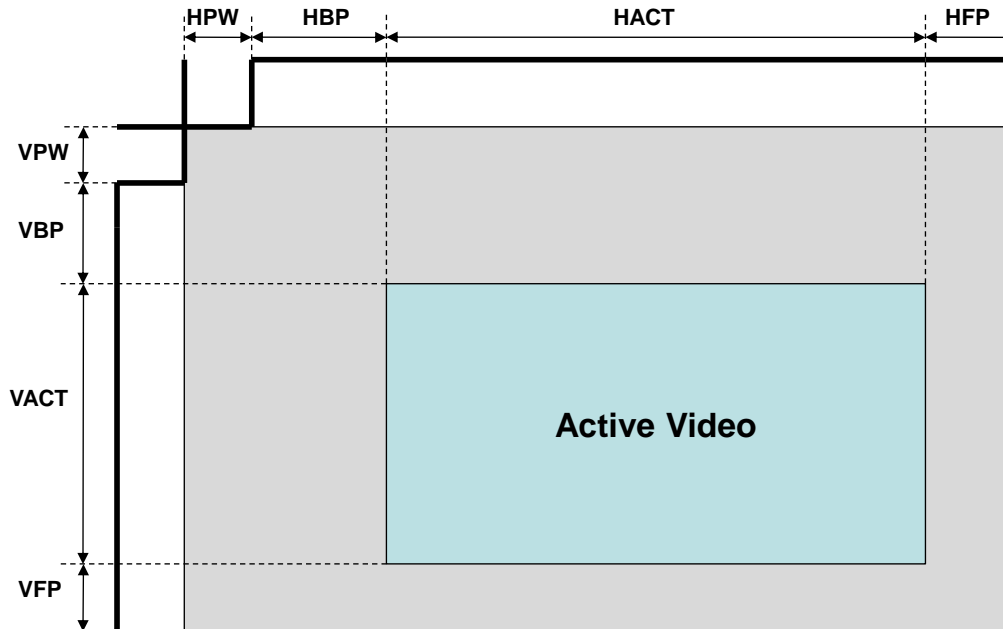 HPW HBP HACT HFP
VPW
VBP
VACT
Active Video
VFP